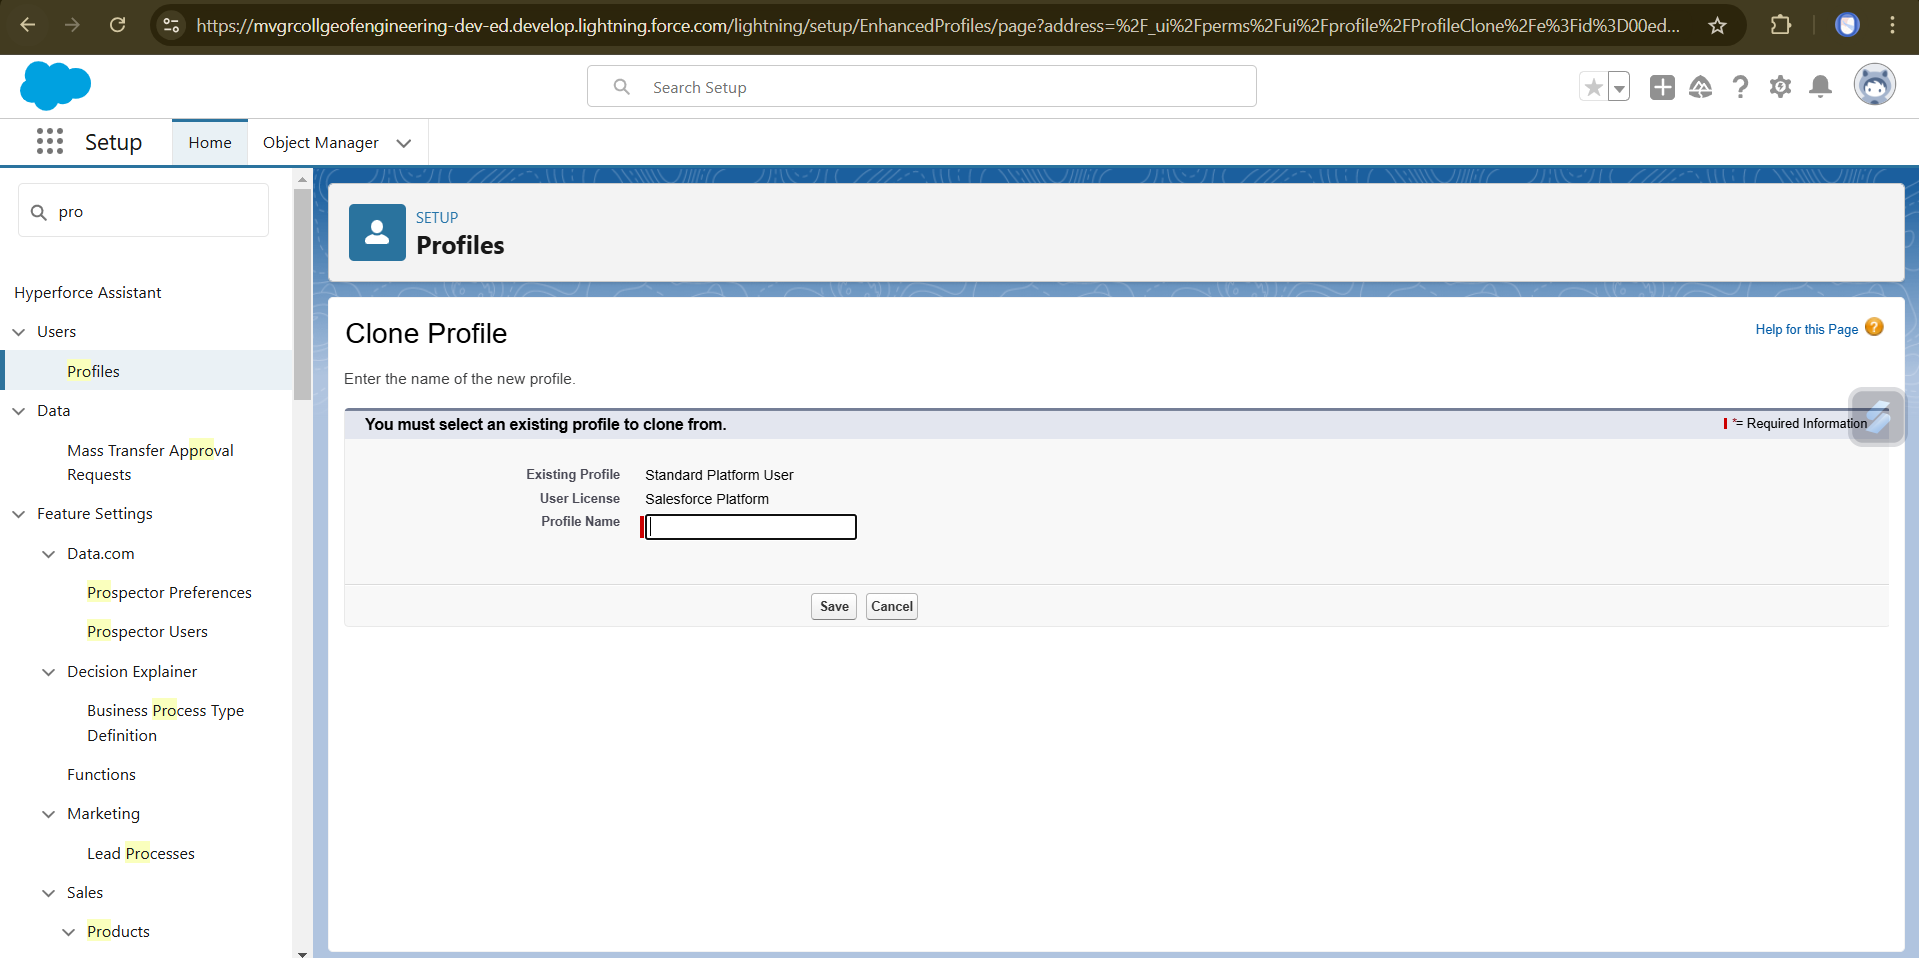 https://mvgrcollgeofengineering-dev-ed.develop.lightning.force.com/lightning/setup/EnhancedProfiles/page?address=%2F_ui%2Fperms%2Fui%2Fprofile%2FProfileClone%2Fe%3Fid%3D00ed...
Search Setup
Setup
Home
Object Manager
pro
Hyperforce Assistant
Users
Profiles
Data
Mass Transfer Approval
Requests
Feature Settings
Data.com
Prospector Preferences
Prospector Users
Decision Explainer
Business Process Type
Definition
Functions
Marketing
Lead Processes
Sales
Products
SETUP
Profiles
Clone Profile
Help for this Page ?
Enter the name of the new profile.
You must select an existing profile to clone from.
*= Required Information
Existing Profile Standard Platform User
User License Salesforce Platform
Profile Name
Save Cancel